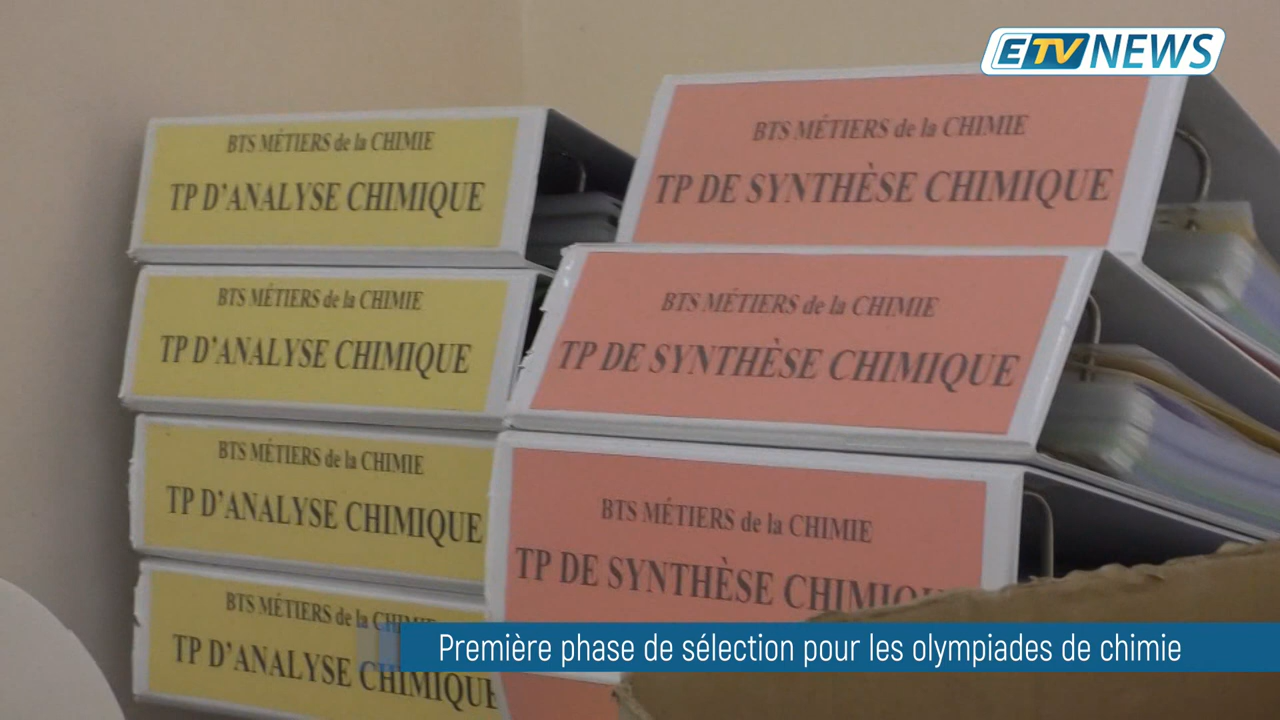 ETV NEWS
BTS MÉTIERS de la CHIMIE
TP D'ANALYSE CHIMIQUE
BTS MÉTIERS de la CHIMIE
TP D'ANALYSE CHIMIQUE
BTS MÉTIERS de la CHIMIE
TP D'ANALYSE CHIMIQUE
BTS MÉTIERS de la CHIMIE
TP D'ANALYSE CHIMIQUE
BTS MÉTIERS de la CHIMIE
TP DE SYNTHÈSE CHIMIQUE
BTS MÉTIERS de la CHIMIE
TP DE SYNTHÈSE CHIMIQUE
BTS MÉTIERS de la CHIMIE
TP DE SYNTHÈSE CHIMIQUE
Première phase de sélection pour les olympiades de chimie